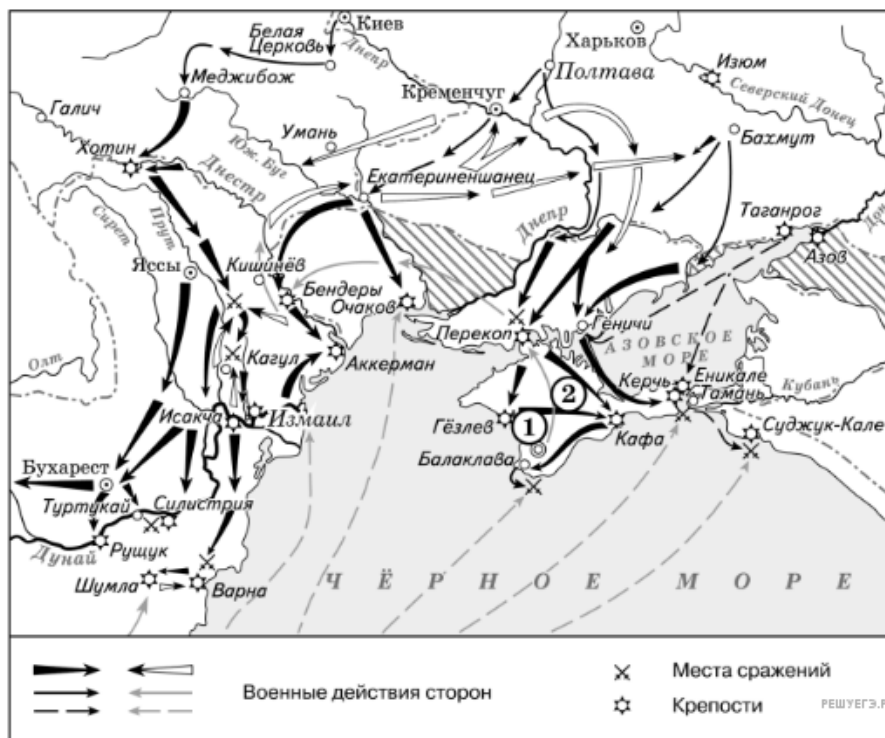 Белая
Церковь
Киев
Днепр
Харьков
Изюм
Полтава
Северский Донец
Меджибож
Кременчуг
Галич
Умань
Бахмут
Хотин
Юж. Буг
Днестр
Екатериненшанец
Таганрог
Дон
Днепр
Сирет
Прут
Азов
Яссы
Кишинёв
Бендеры
Очаков
Перекоп
Геничи
АЗОВСКОЕ
МОРЕ
Олт
Кагул
Аккерман
Керчь
Еникале
Тамань
Кубань
2
Исакча
Измаил
Гёзлев
1
Кафа
Суджук-Кале
Балаклава
Бухарест
Туртукай
Силистрия
Дунай
Рущук
Шумла
Варна
ЧЁРНОЕ МОРЕ
Военные действия сторон
Места сражений
Крепости
РЕШУЕГЭ.Р